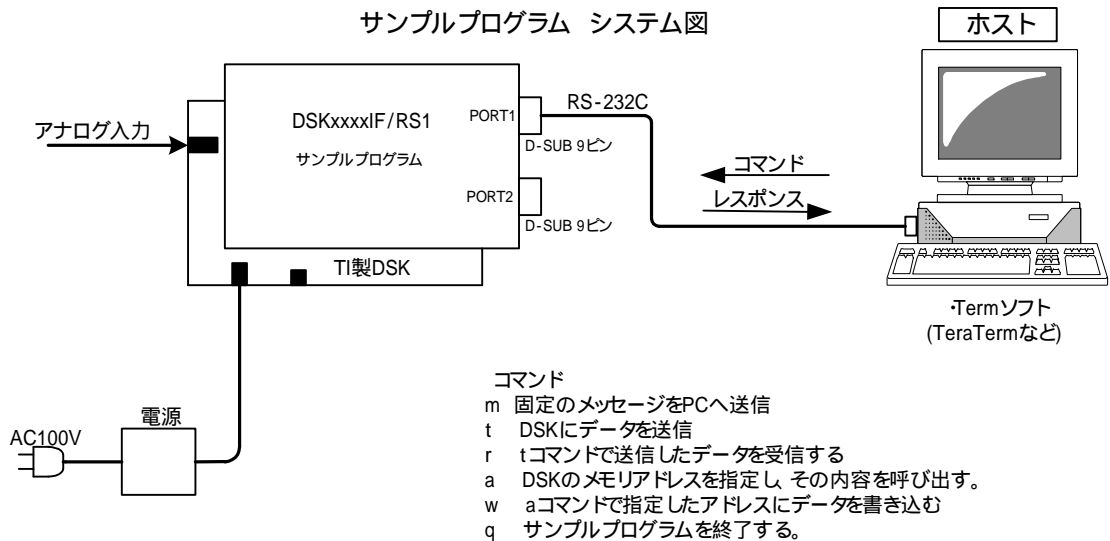 サンプルプログラム システム図
ホスト
DSKxxxxIF/RS1
サンプルプログラム
PORT1
RS-232C
D-SUB 9ピン
アナログ入力
コマンド
レスポンス
PORT2
D-SUB 9ピン
TI製DSK
・Termソフト
(TeraTermなど)
電源
AC100V
コマンド
m 固定のメッセージをPCへ送信
t DSKにデータを送信
r tコマンドで送信したデータを受信する
a DSKのメモリアドレスを指定し、その内容を呼び出す。
w aコマンドで指定したアドレスにデータを書き込む
q サンプルプログラムを終了する。